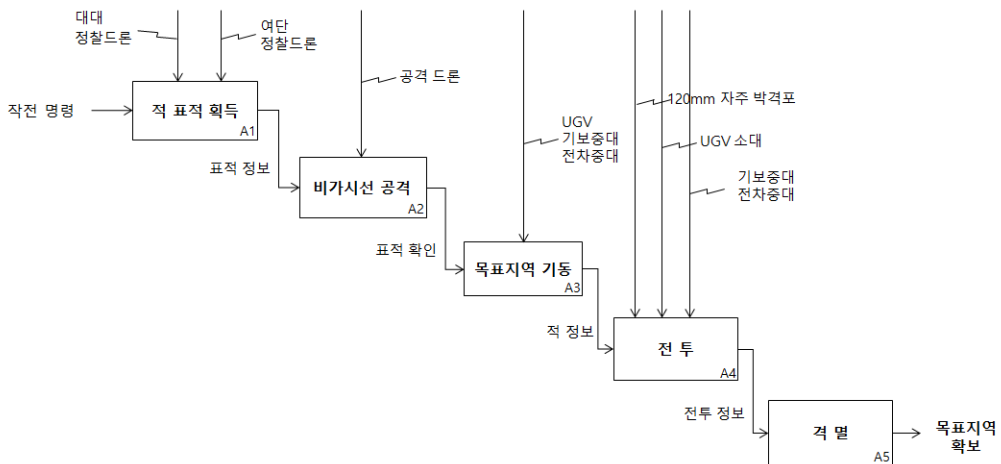 대대
정찰드론
여단
정찰드론
공격 드론
120mm 자주 박격포
작전 명령
적 표적 획득
A1
UGV
기보중대
전차중대
UGV 소대
표적 정보
비가시선 공격
A2
기보중대
전차중대
표적 확인
목표지역 기동
A3
적 정보
전 투
A4
전투 정보
격 멸
A5
목표지역
확보